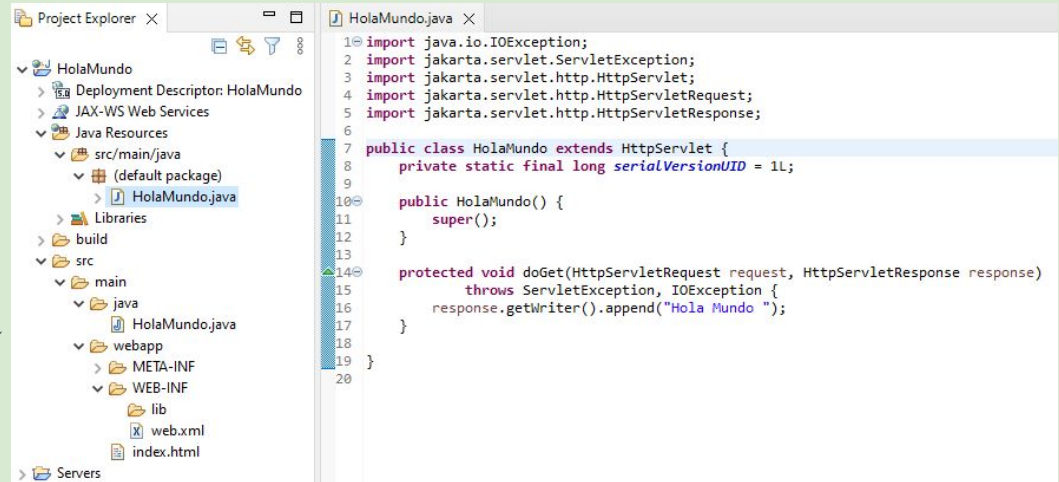 Project Explorer
HolaMundo
Deployment Descriptor: HolaMundo
JAX-WS Web Services
Java Resources
src/main/java
(default package)
HolaMundo.java
Libraries
build
src
main
java
HolaMundo.java
webapp
META-INF
WEB-INF
lib
web.xml
index.html
Servers
HolaMundo.java
1 import java.io.IOException;
2 import jakarta.servlet.ServletException;
3 import jakarta.servlet.http.HttpServlet;
4 import jakarta.servlet.http.HttpServletRequest;
5 import jakarta.servlet.http.HttpServletResponse;
6
7 public class HolaMundo extends HttpServlet {
8     private static final long serialVersionUID = 1L;
9
10     public HolaMundo() {
11         super();
12     }
13
14     protected void doGet(HttpServletRequest request, HttpServletResponse response)
15             throws ServletException, IOException {
16         response.getWriter().append("Hola Mundo ");
17     }
18
19 }
20